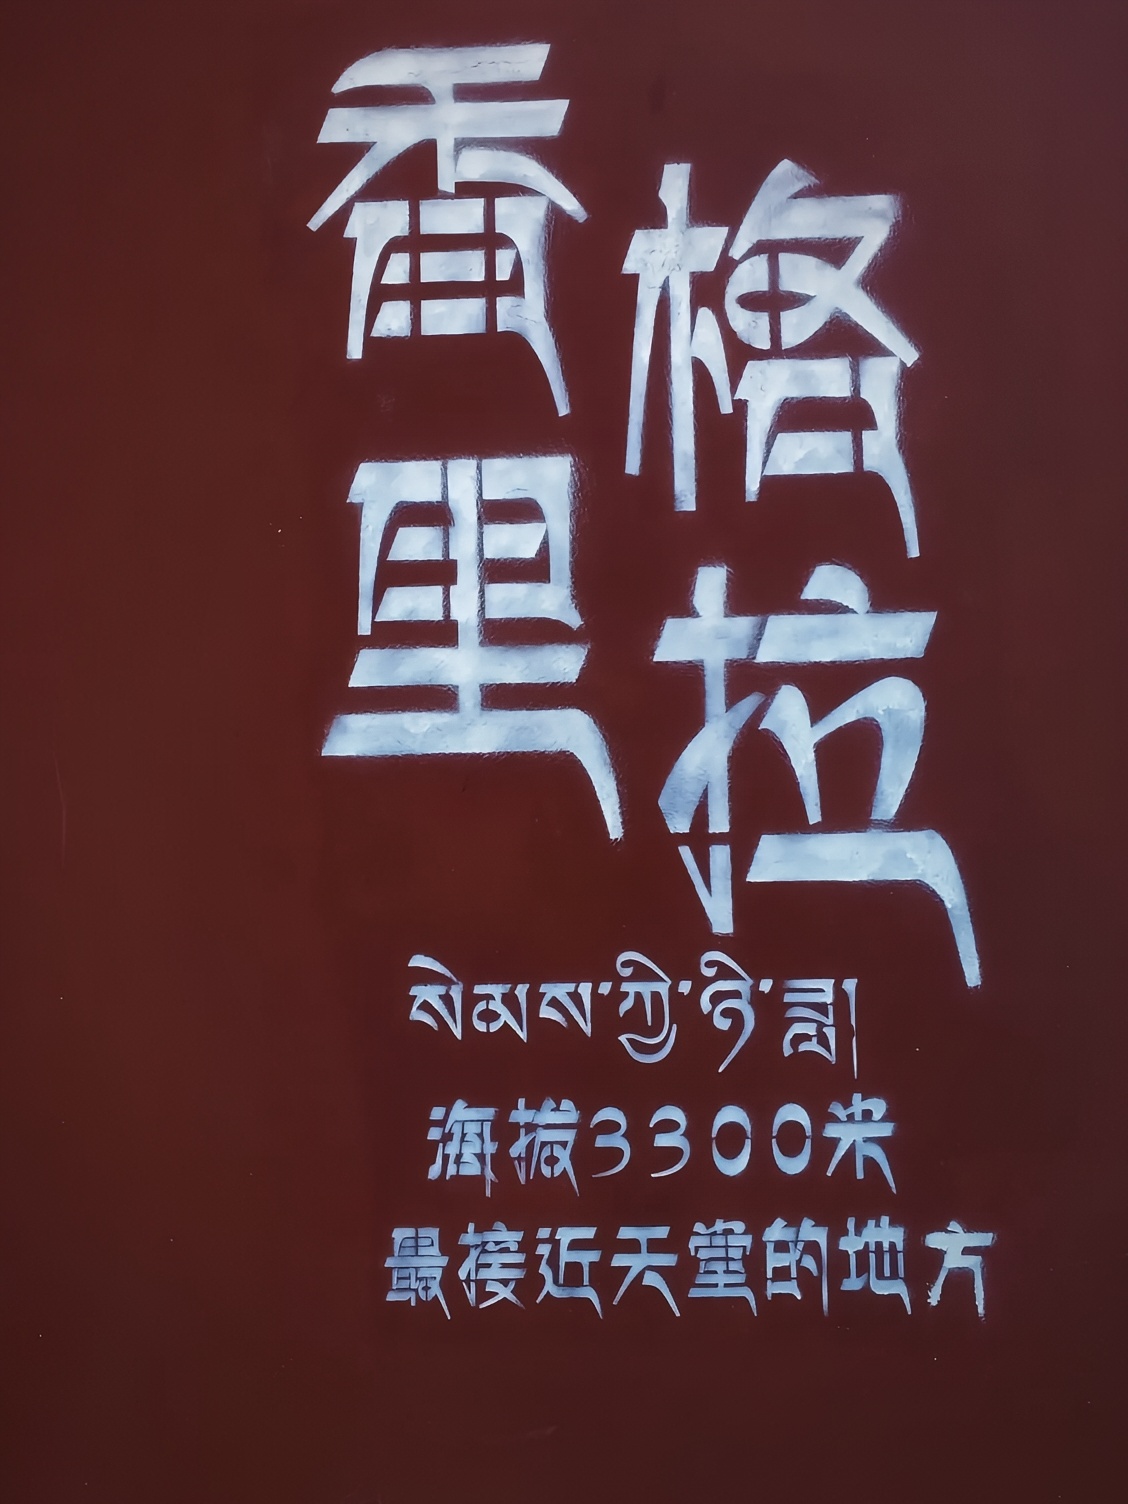 香格
里拉
སེམས་ཀྱི་ཉི་ཟླ།
海拔3300米
最接近天堂的地方